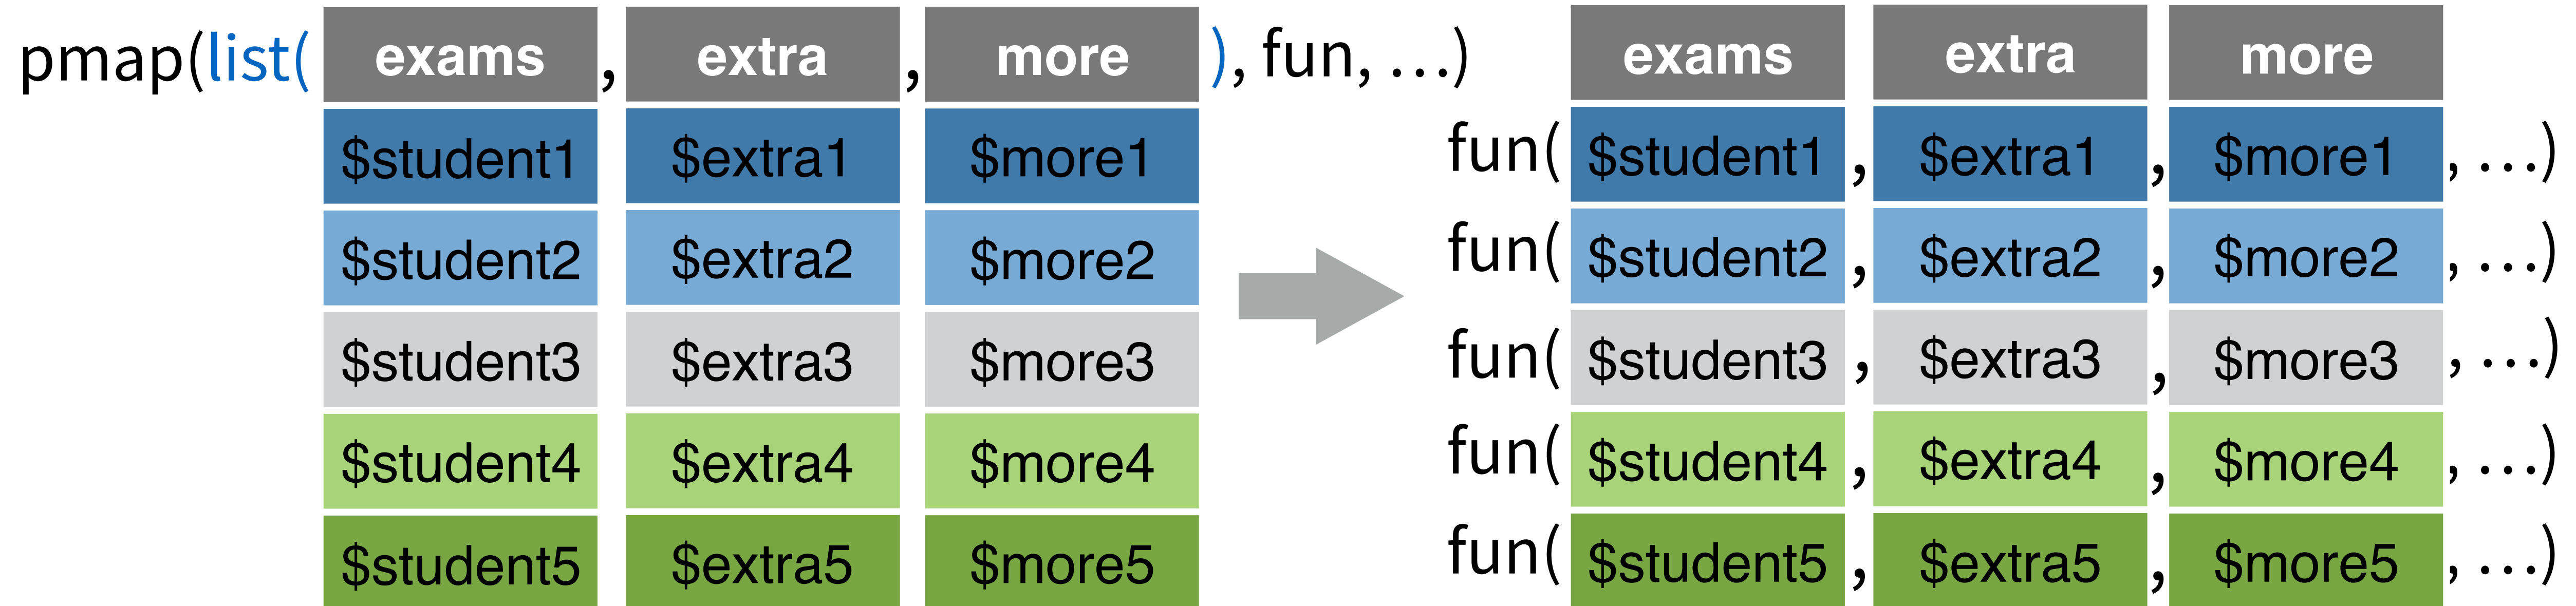 pmap(list( exams , extra , more ), fun, …) exams extra more
$student1 $extra1 $more1 fun( $student1 , $extra1 , $more1 , …)
$student2 $extra2 $more2 fun( $student2 , $extra2 , $more2 , …)
$student3 $extra3 $more3 fun( $student3 , $extra3 , $more3 , …)
$student4 $extra4 $more4 fun( $student4 , $extra4 , $more4 , …)
$student5 $extra5 $more5 fun( $student5 , $extra5 , $more5 , …)